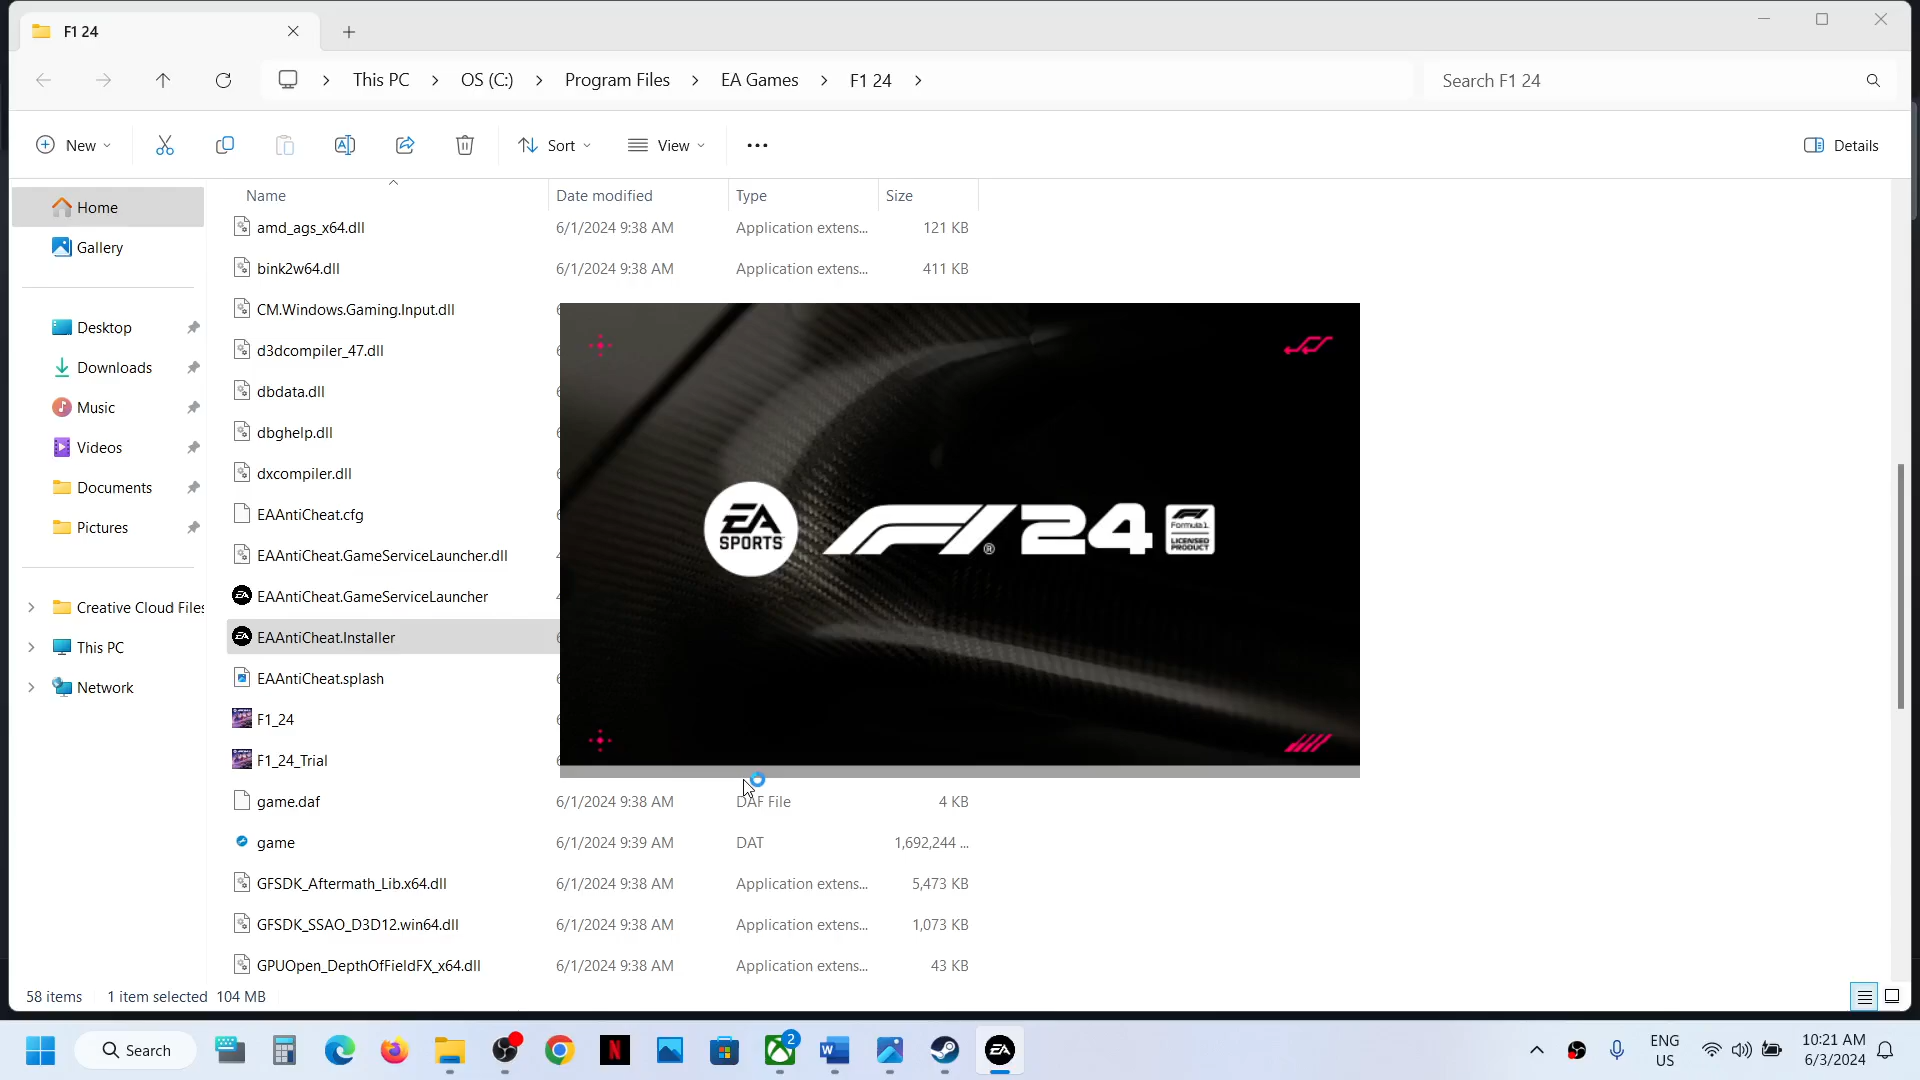 F1 24
This PC
OS (C:)
Program Files
EA Games
F1 24
Search F1 24
New
Sort
View
Details
Name
Date modified
Type
Size
Home
Gallery
Desktop
Downloads
Music
Videos
Documents
Pictures
Creative Cloud Files
This PC
Network
amd_ags_x64.dll 6/1/2024 9:38 AM Application extens... 121 KB
bink2w64.dll 6/1/2024 9:38 AM Application extens... 411 KB
CM.Windows.Gaming.Input.dll
d3dcompiler_47.dll
dbdata.dll
dbghelp.dll
dxcompiler.dll
EAAntiCheat.cfg
EAAntiCheat.GameServiceLauncher.dll
EAAntiCheat.GameServiceLauncher
EAAntiCheat.Installer
EAAntiCheat.splash
F1_24
F1_24_Trial
game.daf 6/1/2024 9:38 AM DAF File 4 KB
game 6/1/2024 9:39 AM DAT 1,692,244 ...
GFSDK_Aftermath_Lib.x64.dll 6/1/2024 9:38 AM Application extens... 5,473 KB
GFSDK_SSAO_D3D12.win64.dll 6/1/2024 9:38 AM Application extens... 1,073 KB
GPUOpen_DepthOfFieldFX_x64.dll 6/1/2024 9:38 AM Application extens... 43 KB
EA
SPORTS
F1® 24
F1
Formula 1
LICENSED
PRODUCT
58 items 1 item selected 104 MB
Search
2
ENG
US
10:21 AM
6/3/2024